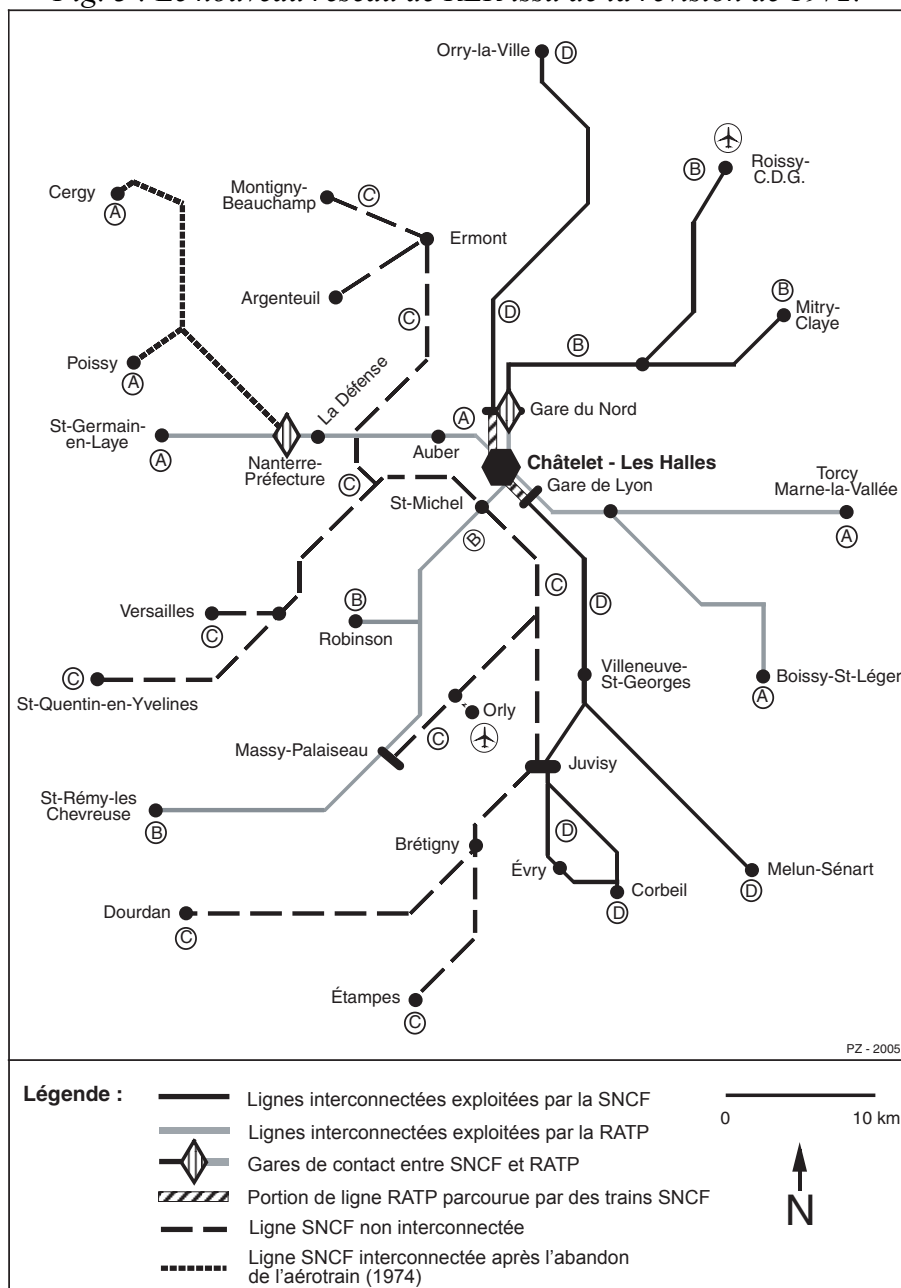 Fig. 3 : Le nouveau réseau de RER issu de la révision de 1972.
Orry-la-Ville
D
Roissy-
C.D.G.
B
Cergy
A
Montigny-
Beauchamp
C
Ermont
Argenteuil
C
D
B
Mitry-
Claye
B
Poissy
A
La Défense
St-Germain-
en-Laye
A
Nanterre-
Préfecture
A
Auber
Gare du Nord
Châtelet - Les Halles
Gare de Lyon
Torcy
Marne-la-Vallée
A
C
St-Michel
B
C
D
Versailles
C
B
Robinson
C
St-Quentin-en-Yvelines
Villeneuve-
St-Georges
Boissy-St-Léger
A
Orly
C
Massy-Palaiseau
Juvisy
St-Rémy-les
Chevreuse
B
D
Brétigny
Évry
Corbeil
D
Melun-Sénart
D
Dourdan
C
Étampes
C
PZ - 2005
Légende :
Lignes interconnectées exploitées par la SNCF
Lignes interconnectées exploitées par la RATP
Gares de contact entre SNCF et RATP
Portion de ligne RATP parcourue par des trains SNCF
Ligne SNCF non interconnectée
Ligne SNCF interconnectée après l'abandon
de l'aérotrain (1974)
0 10 km
N